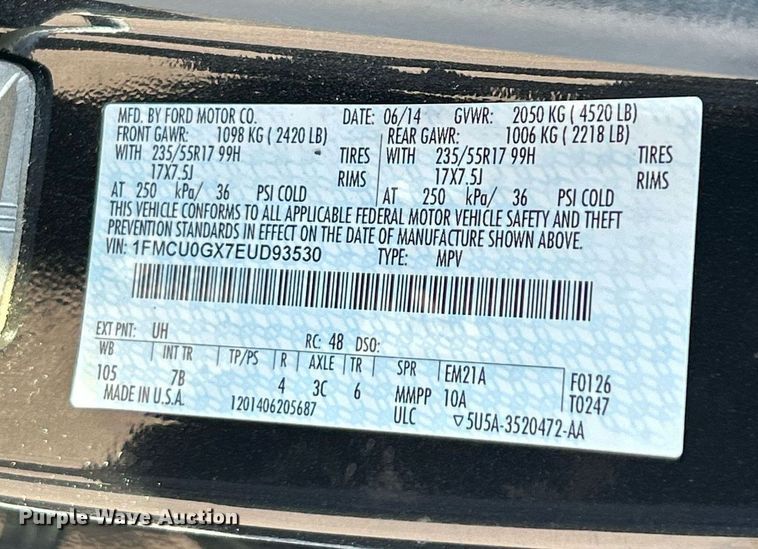 MFD. BY FORD MOTOR CO. DATE: 06/14 GVWR: 2050 KG ( 4520 LB)
FRONT GAWR: 1098 KG ( 2420 LB) REAR GAWR: 1006 KG ( 2218 LB)
WITH 235/55R17 99H TIRES WITH 235/55R17 99H TIRES
17X7.5J RIMS 17X7.5J RIMS
AT 250 kPa/ 36 PSI COLD AT 250 kPa/ 36 PSI COLD
THIS VEHICLE CONFORMS TO ALL APPLICABLE FEDERAL MOTOR VEHICLE SAFETY AND THEFT
PREVENTION STANDARDS IN EFFECT ON THE DATE OF MANUFACTURE SHOWN ABOVE.
VIN: 1FMCU0GX7EUD93530 TYPE: MPV
EXT PNT: UH RC: 48 DSO:
WB INT TR TP/PS R AXLE TR SPR EM21A F0126
105 7B 4 3C 6 MMPP 10A T0247
MADE IN U.S.A. 1201406205687 ULC ▽5U5A-3520472-AA
Purple Wave Auction